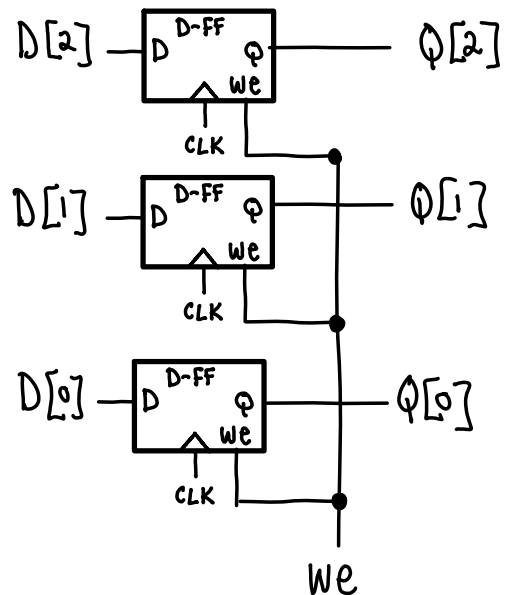 D[2]
D-FF
D
Q
We
CLK
Q[2]
D[1]
D-FF
D
Q
We
CLK
Q[1]
D[0]
D-FF
D
Q
We
CLK
Q[0]
We